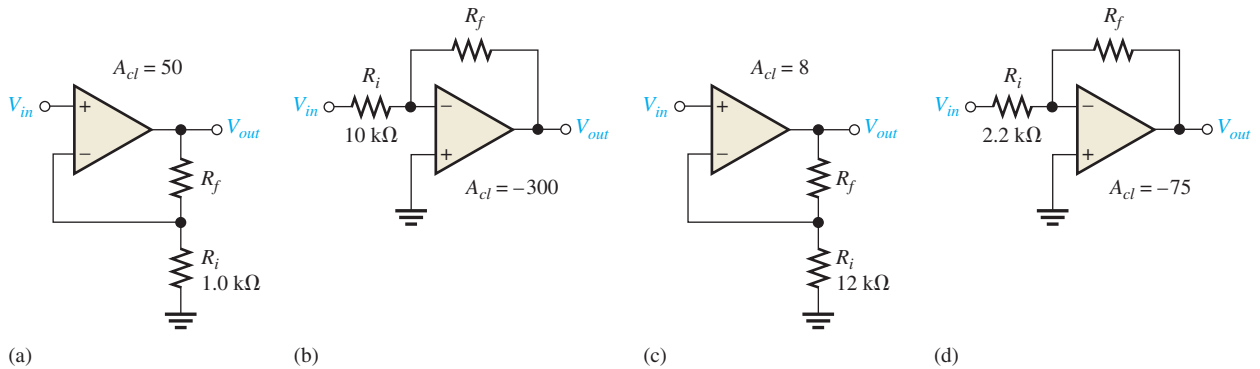 A_cl = 50
V_in
+
−
V_out
R_f
R_i
1.0 kΩ
(a)
R_f
R_i
V_in
10 kΩ
−
+
V_out
A_cl = −300
(b)
A_cl = 8
V_in
+
−
V_out
R_f
R_i
12 kΩ
(c)
R_f
R_i
V_in
2.2 kΩ
−
+
V_out
A_cl = −75
(d)